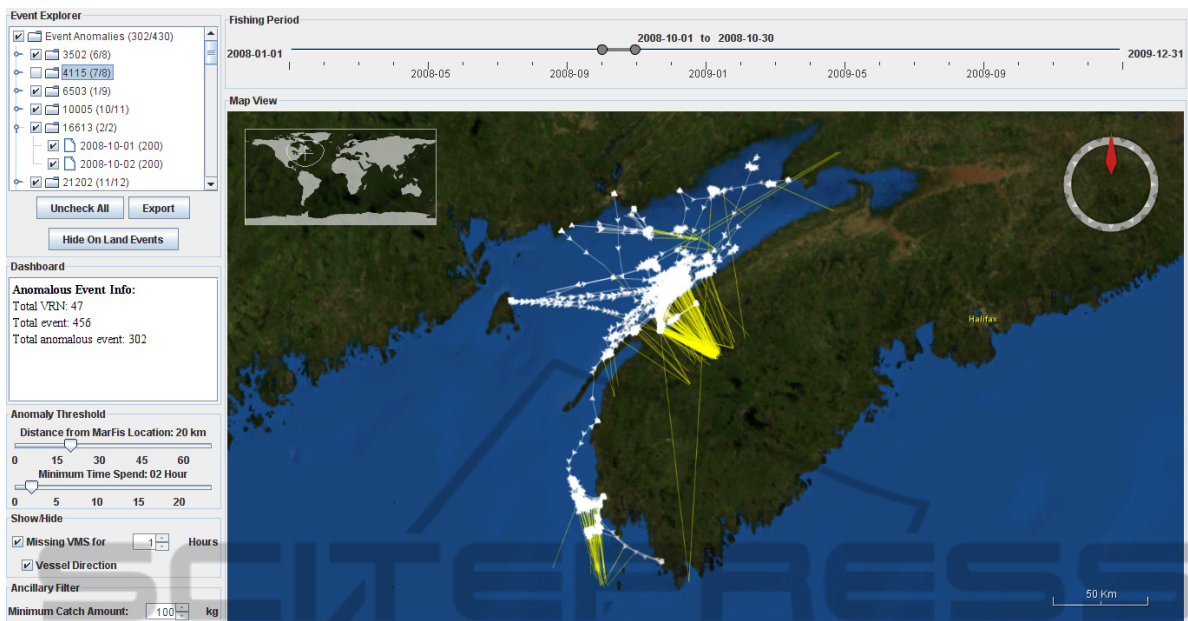 Event Explorer
Event Anomalies (302/430)
3502 (6/8)
4115 (7/8)
6503 (1/9)
10005 (10/11)
16613 (2/2)
2008-10-01 (200)
2008-10-02 (200)
21202 (11/12)
Uncheck All Export
Hide On Land Events
Dashboard
Anomalous Event Info:
Total VRN: 47
Total event: 456
Total anomalous event: 302
Anomaly Threshold
Distance from MarFis Location: 20 km
0 15 30 45 60
Minimum Time Spend: 02 Hour
0 5 10 15 20
Show/Hide
Missing VMS for 1 Hours
Vessel Direction
Ancillary Filter
Minimum Catch Amount: 100 kg
Fishing Period
2008-10-01 to 2008-10-30
2008-01-01 2009-12-31
2008-05 2008-09 2009-01 2009-05 2009-09
Map View
Halifax
50 Km
SCITEPRESS